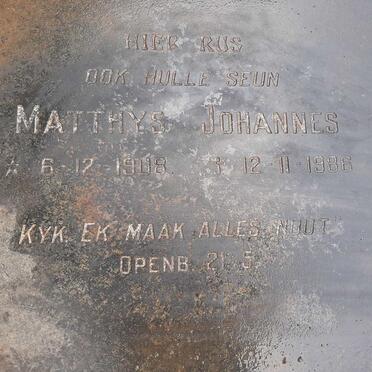 HIER RUS
OOK HULLE SEUN
MATTHYS JOHANNES
* 6-12-1908. † 12-11-1986
"KYK, EK MAAK ALLES NUUT"
OPENB. 21:5.